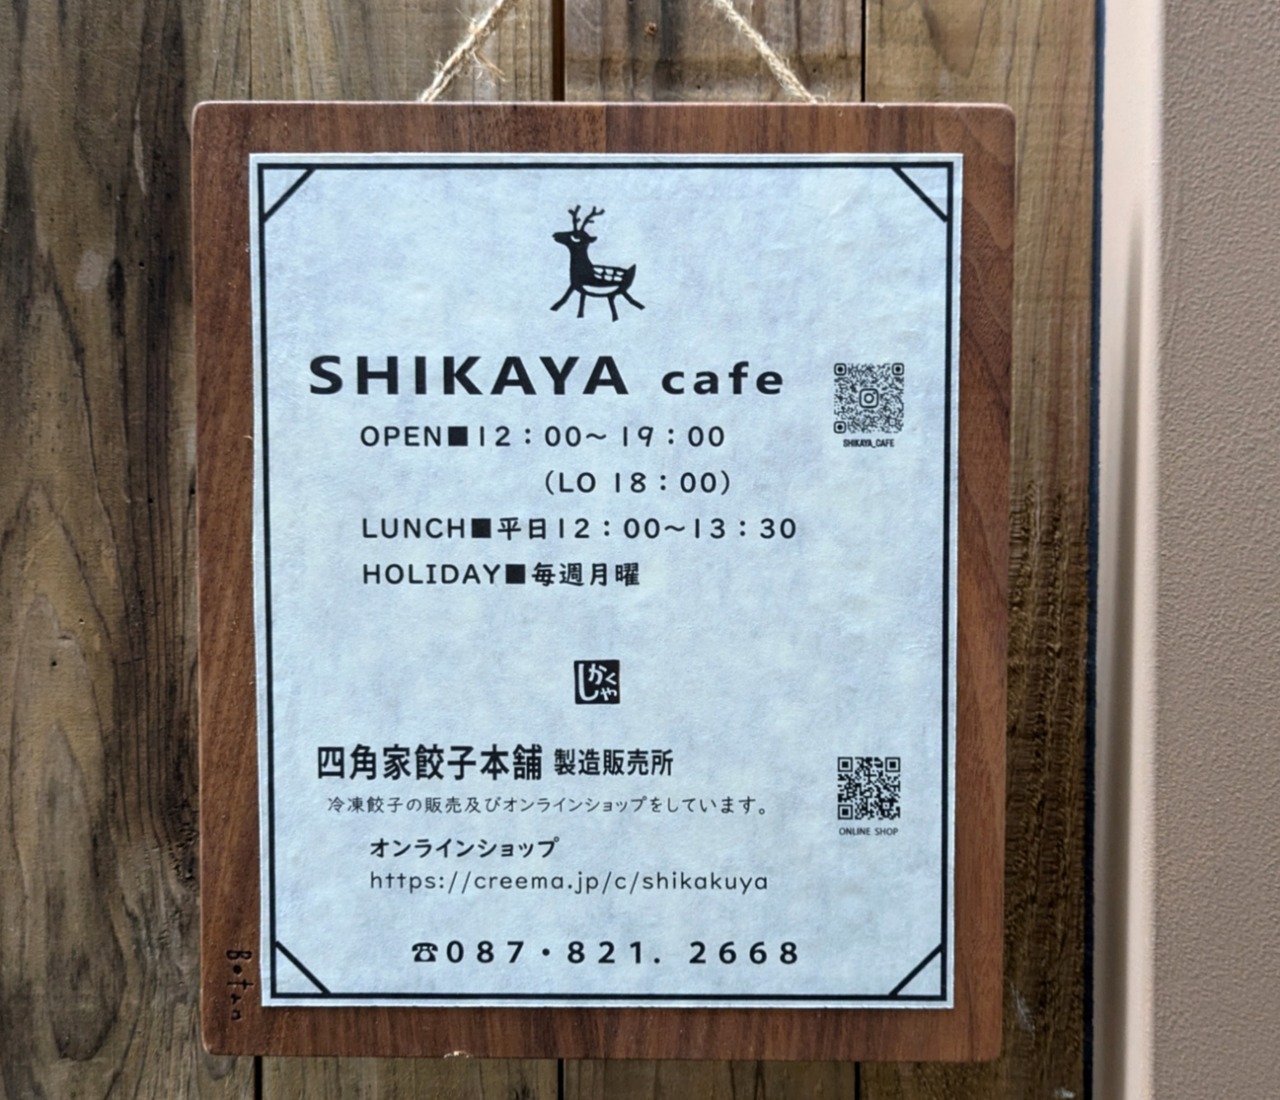 SHIKAYA cafe
SHIKAYA_CAFE
OPEN■12：00～19：00
（LO 18：00）
LUNCH■平日12：00～13：30
HOLIDAY■毎週月曜
しかくや
四角家餃子本舗 製造販売所
冷凍餃子の販売及びオンラインショップをしています。
ONLINE SHOP
オンラインショップ
https://creema.jp/c/shikakuya
☎087・821. 2668
Botan